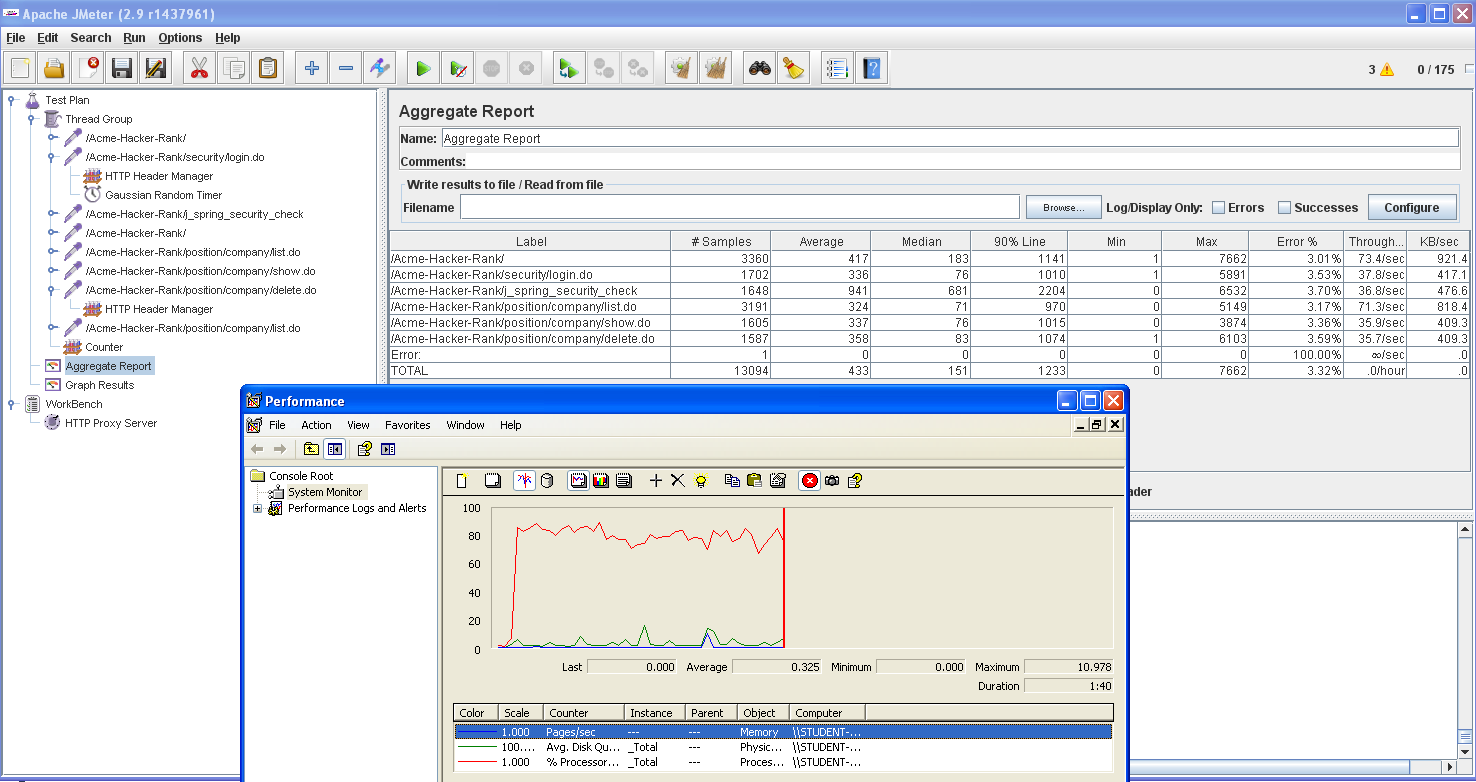 Apache JMeter (2.9 r1437961)
File Edit Search Run Options Help
3 0 / 175
Test Plan
Thread Group
/Acme-Hacker-Rank/
/Acme-Hacker-Rank/security/login.do
HTTP Header Manager
Gaussian Random Timer
/Acme-Hacker-Rank/j_spring_security_check
/Acme-Hacker-Rank/
/Acme-Hacker-Rank/position/company/list.do
/Acme-Hacker-Rank/position/company/show.do
/Acme-Hacker-Rank/position/company/delete.do
HTTP Header Manager
/Acme-Hacker-Rank/position/company/list.do
Counter
Aggregate Report
Graph Results
WorkBench
HTTP Proxy Server
Aggregate Report
Name: Aggregate Report
Comments:
Write results to file / Read from file
Filename Browse... Log/Display Only: Errors Successes Configure
Label # Samples Average Median 90% Line Min Max Error % Through... KB/sec
/Acme-Hacker-Rank/ 3360 417 183 1141 1 7662 3.01% 73.4/sec 921.4
/Acme-Hacker-Rank/security/login.do 1702 336 76 1010 1 5891 3.53% 37.8/sec 417.1
/Acme-Hacker-Rank/j_spring_security_check 1648 941 681 2204 0 6532 3.70% 36.8/sec 476.6
/Acme-Hacker-Rank/position/company/list.do 3191 324 71 970 0 5149 3.17% 71.3/sec 818.4
/Acme-Hacker-Rank/position/company/show.do 1605 337 76 1015 0 3874 3.36% 35.9/sec 409.3
/Acme-Hacker-Rank/position/company/delete.do 1587 358 83 1074 1 6103 3.59% 35.7/sec 409.3
Error: 1 0 0 0 0 0 100.00% ∞/sec .0
TOTAL 13094 433 151 1233 0 7662 3.32% .0/hour .0
ader
Performance
File Action View Favorites Window Help
Console Root
System Monitor
Performance Logs and Alerts
100
80
60
40
20
0
Last 0.000 Average 0.325 Minimum 0.000 Maximum 10.978
Duration 1:40
Color Scale Counter Instance Parent Object Computer
1.000 Pages/sec --- --- Memory \\STUDENT-...
100.... Avg. Disk Qu... _Total --- Physic... \\STUDENT-...
1.000 % Processor... _Total --- Proces... \\STUDENT-...